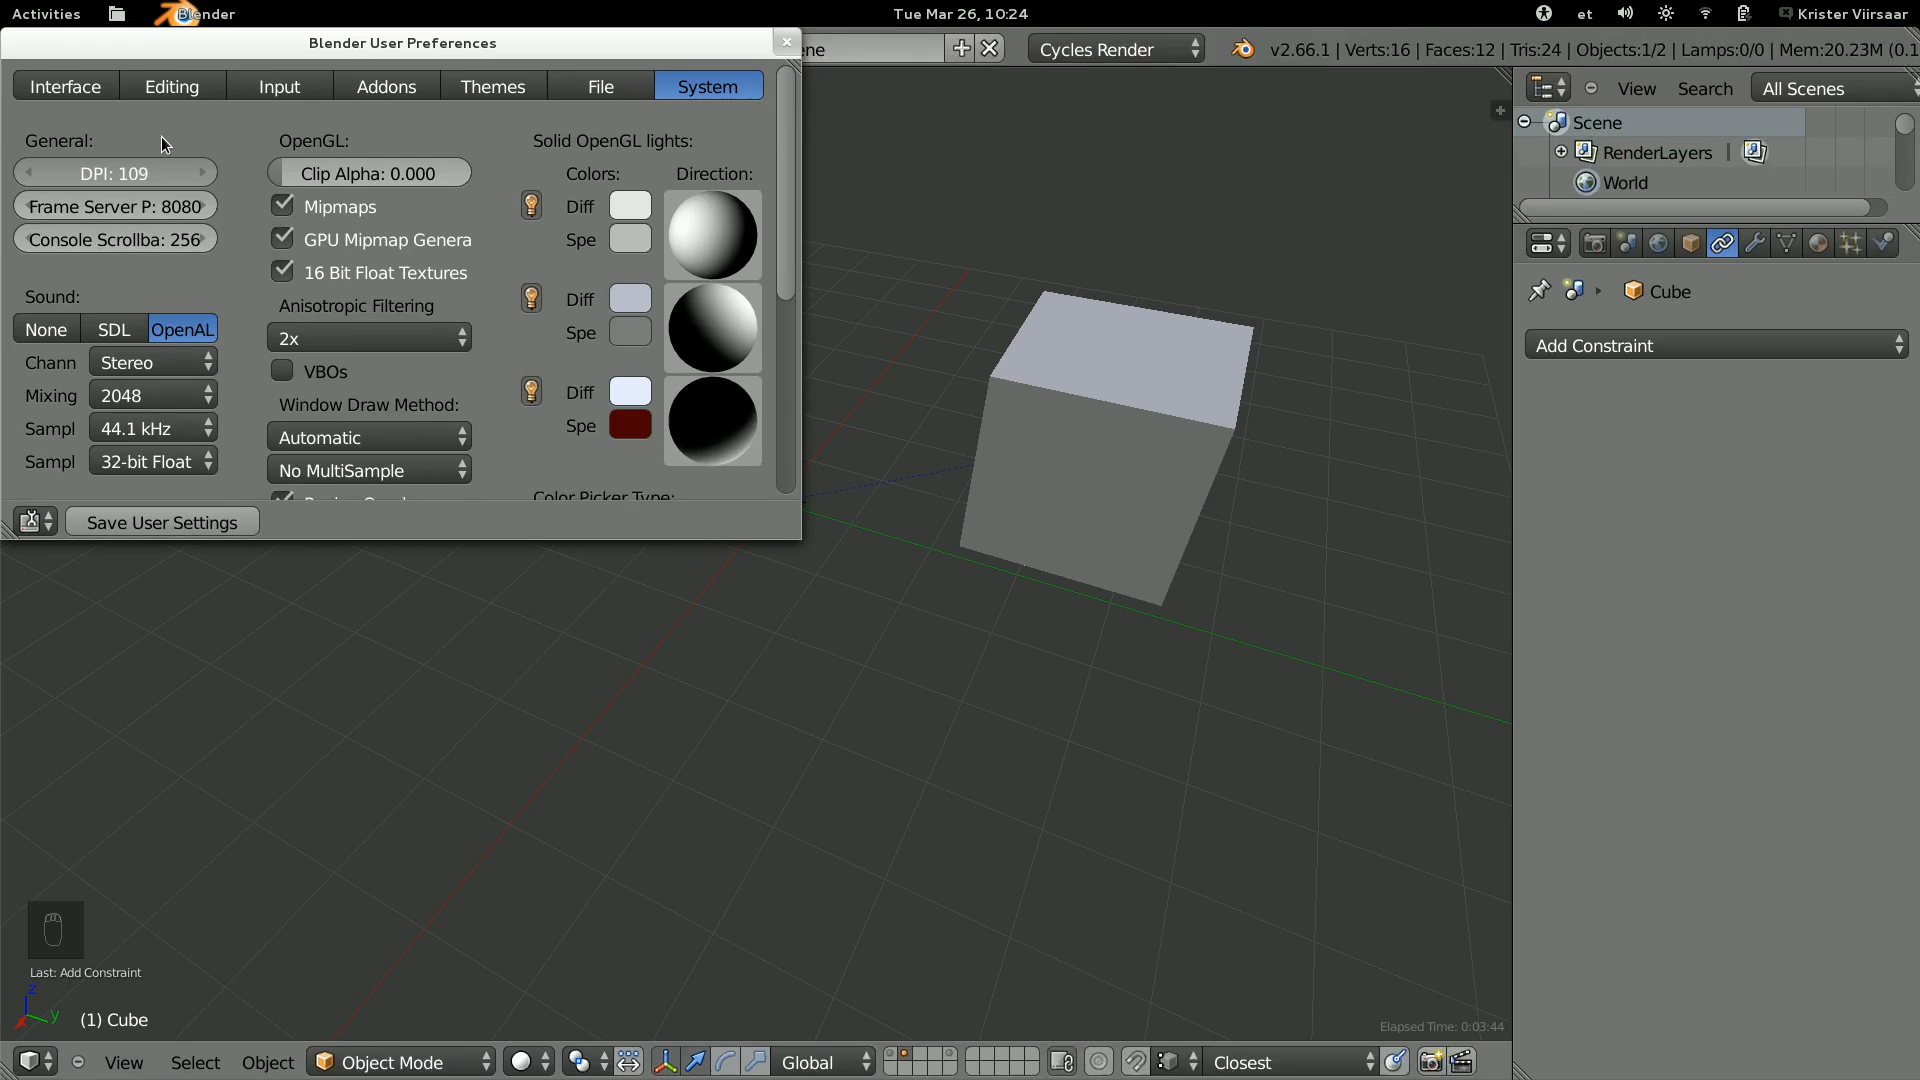 Activities
Blender
Tue Mar 26, 10:24
et
Krister Viirsaar
Blender User Preferences
ene
Cycles Render
v2.66.1 | Verts:16 | Faces:12 | Tris:24 | Objects:1/2 | Lamps:0/0 | Mem:20.23M (0.1
Interface
Editing
Input
Addons
Themes
File
System
View
Search
All Scenes
Scene
RenderLayers
World
Cube
Add Constraint
General:
DPI: 109
Frame Server P: 8080
Console Scrollba: 256
Sound:
None
SDL
OpenAL
Chann
Stereo
Mixing
2048
Sampl
44.1 kHz
Sampl
32-bit Float
OpenGL:
Clip Alpha: 0.000
Mipmaps
GPU Mipmap Genera
16 Bit Float Textures
Anisotropic Filtering
2x
VBOs
Window Draw Method:
Automatic
No MultiSample
Solid OpenGL lights:
Colors:
Direction:
Diff
Spe
Diff
Spe
Diff
Spe
Color Picker Type:
Save User Settings
Last: Add Constraint
z
y
x
(1) Cube
Elapsed Time: 0:03:44
View
Select
Object
Object Mode
Global
Closest